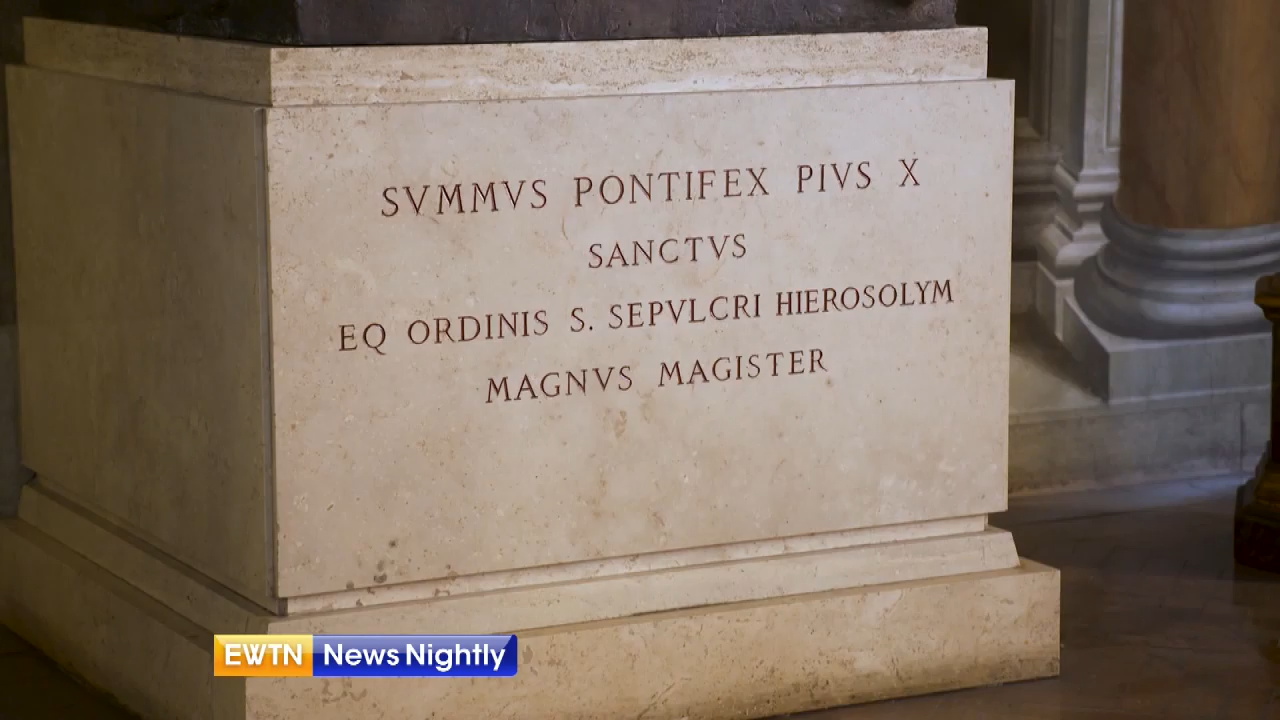 SVMMVS PONTIFEX PIVS X
SANCTVS
EQ ORDINIS S. SEPVLCRI HIEROSOLYM
MAGNVS MAGISTER
EWTN News Nightly